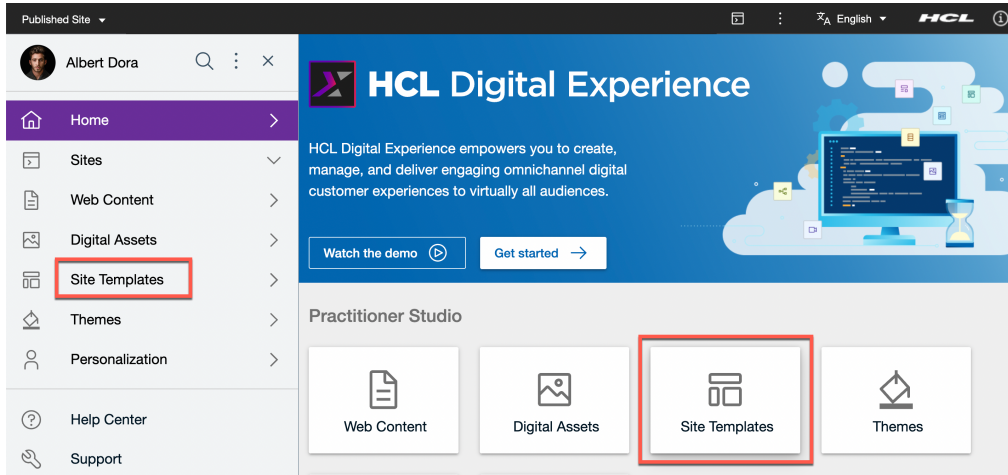 Published Site
English
HCL
Albert Dora
Home
Sites
Web Content
Digital Assets
Site Templates
Themes
Personalization
Help Center
Support
HCL Digital Experience
HCL Digital Experience empowers you to create,
manage, and deliver engaging omnichannel digital
customer experiences to virtually all audiences.
Watch the demo
Get started
Practitioner Studio
Web Content
Digital Assets
Site Templates
Themes